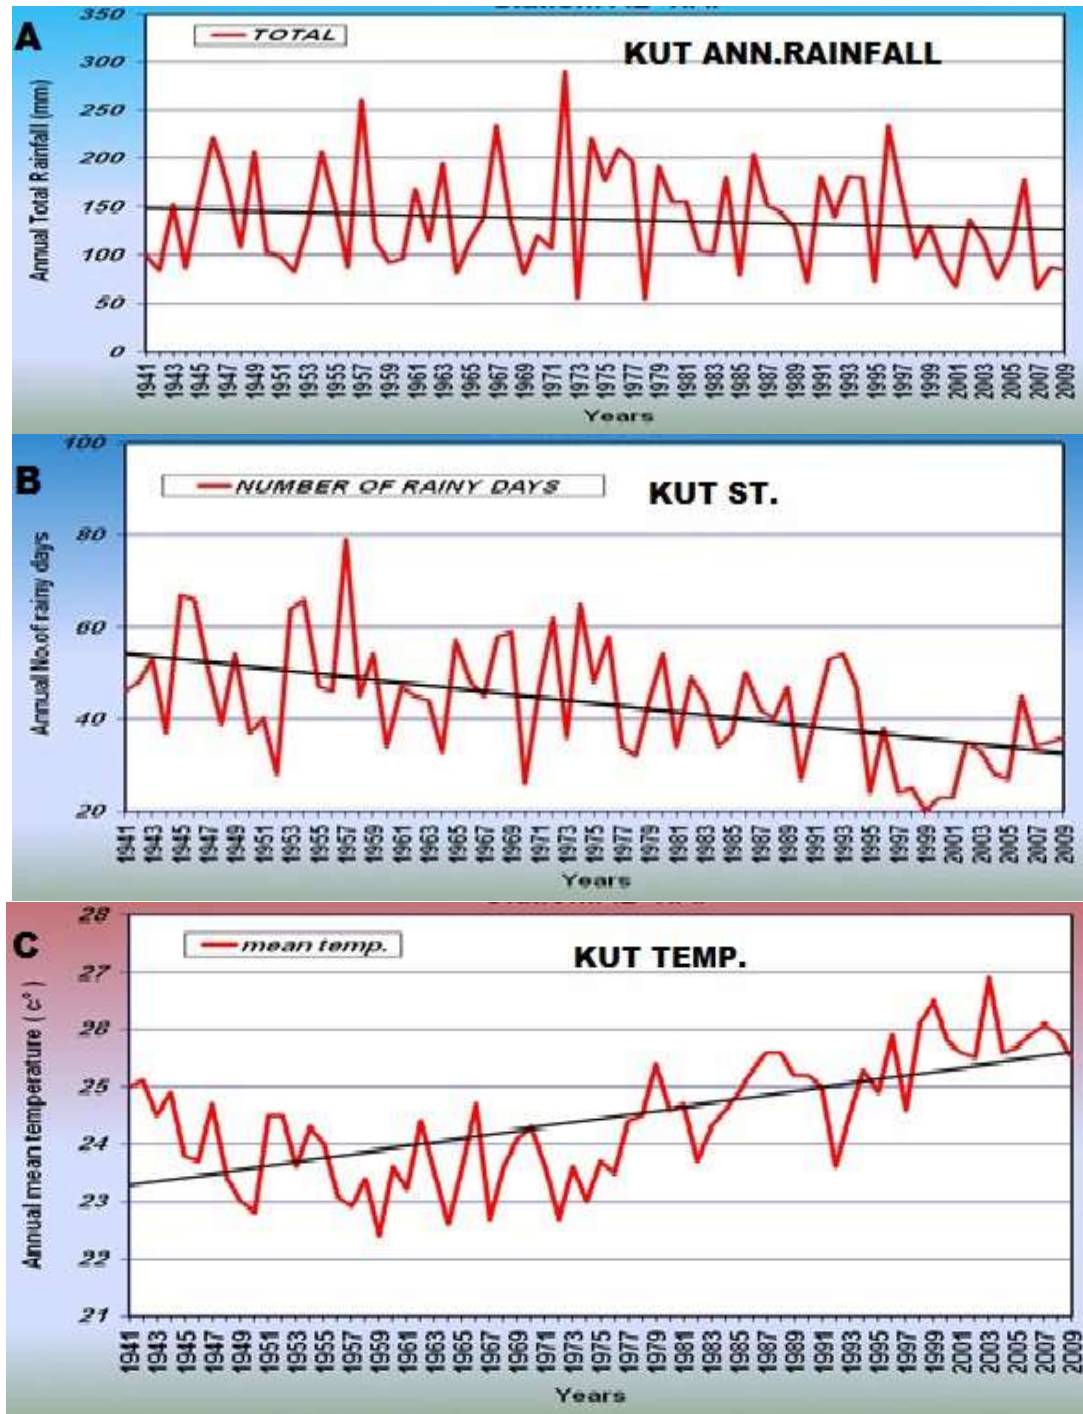 A
TOTAL
KUT ANN.RAINFALL
Annual Total Rainfall (mm)
350
300
250
200
150
100
50
0
1941 1943 1945 1947 1949 1951 1953 1955 1957 1959 1961 1963 1965 1967 1969 1971 1973 1975 1977 1979 1981 1983 1985 1987 1989 1991 1993 1995 1997 1999 2001 2003 2005 2007 2009
Years
B
NUMBER OF RAINY DAYS
KUT ST.
Annual No.of rainy days
100
80
60
40
20
1941 1943 1945 1947 1949 1951 1953 1955 1957 1959 1961 1963 1965 1967 1969 1971 1973 1975 1977 1979 1981 1983 1985 1987 1989 1991 1993 1995 1997 1999 2001 2003 2005 2007 2009
Years
C
mean temp.
KUT TEMP.
Annual mean temperature ( c°)
28
27
26
25
24
23
22
21
1941 1943 1945 1947 1949 1951 1953 1955 1957 1959 1961 1963 1965 1967 1969 1971 1973 1975 1977 1979 1981 1983 1985 1987 1989 1991 1993 1995 1997 1999 2001 2003 2005 2007 2009
Years